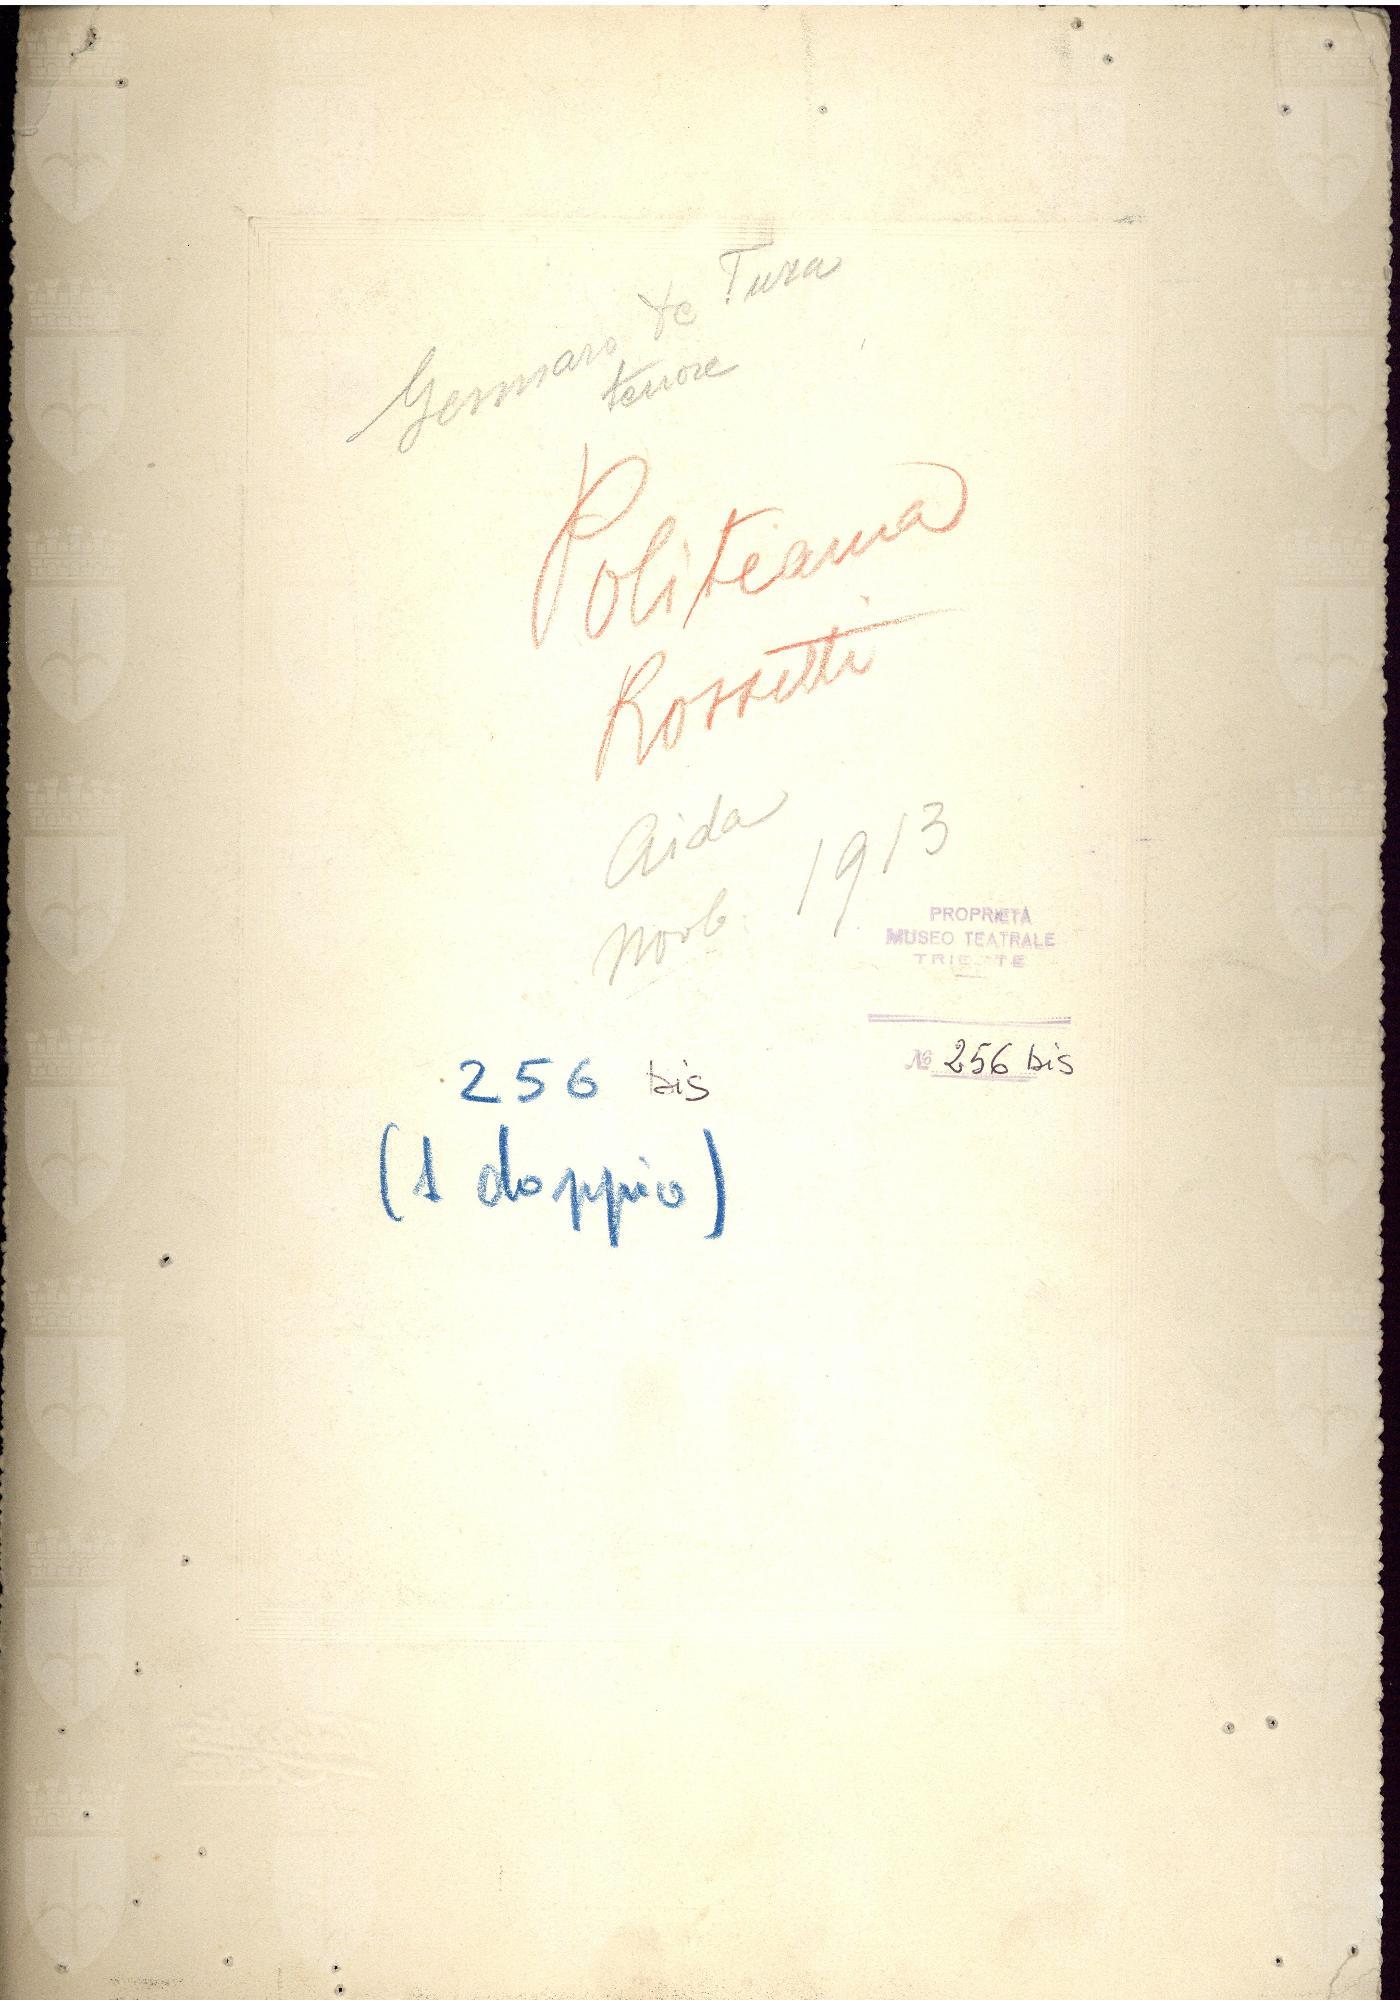 Gennaro de Tura
tenore
Politeama
Rossetti
Aida
Novb. 1913
PROPRIETÀ
MUSEO TEATRALE
TRIESTE
№ 256 bis
256 bis
(1 doppio)